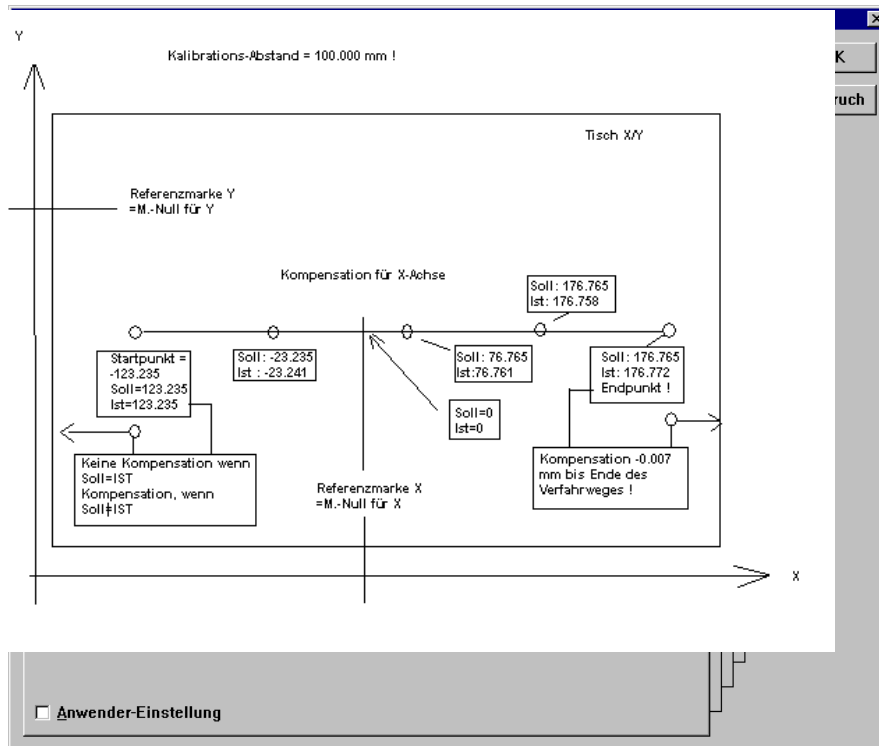 Y
Kalibrations-Abstand = 100.000 mm !
K
ruch
Tisch X/Y
Referenzmarke Y
=M.-Null für Y
Kompensation für X-Achse
Soll: 176.765
Ist: 176.758
Startpunkt =
-123.235
Soll=123.235
Ist=123.235
Soll: -23.235
Ist : -23.241
Soll: 76.765
Ist:76.761
Soll: 176.765
Ist: 176.772
Endpunkt !
Soll=0
Ist=0
Keine Kompensation wenn
Soll=IST
Kompensation, wenn
Soll‡IST
Referenzmarke X
=M.-Null für X
Kompensation -0.007
mm bis Ende des
Verfahrweges !
X
Anwender-Einstellung